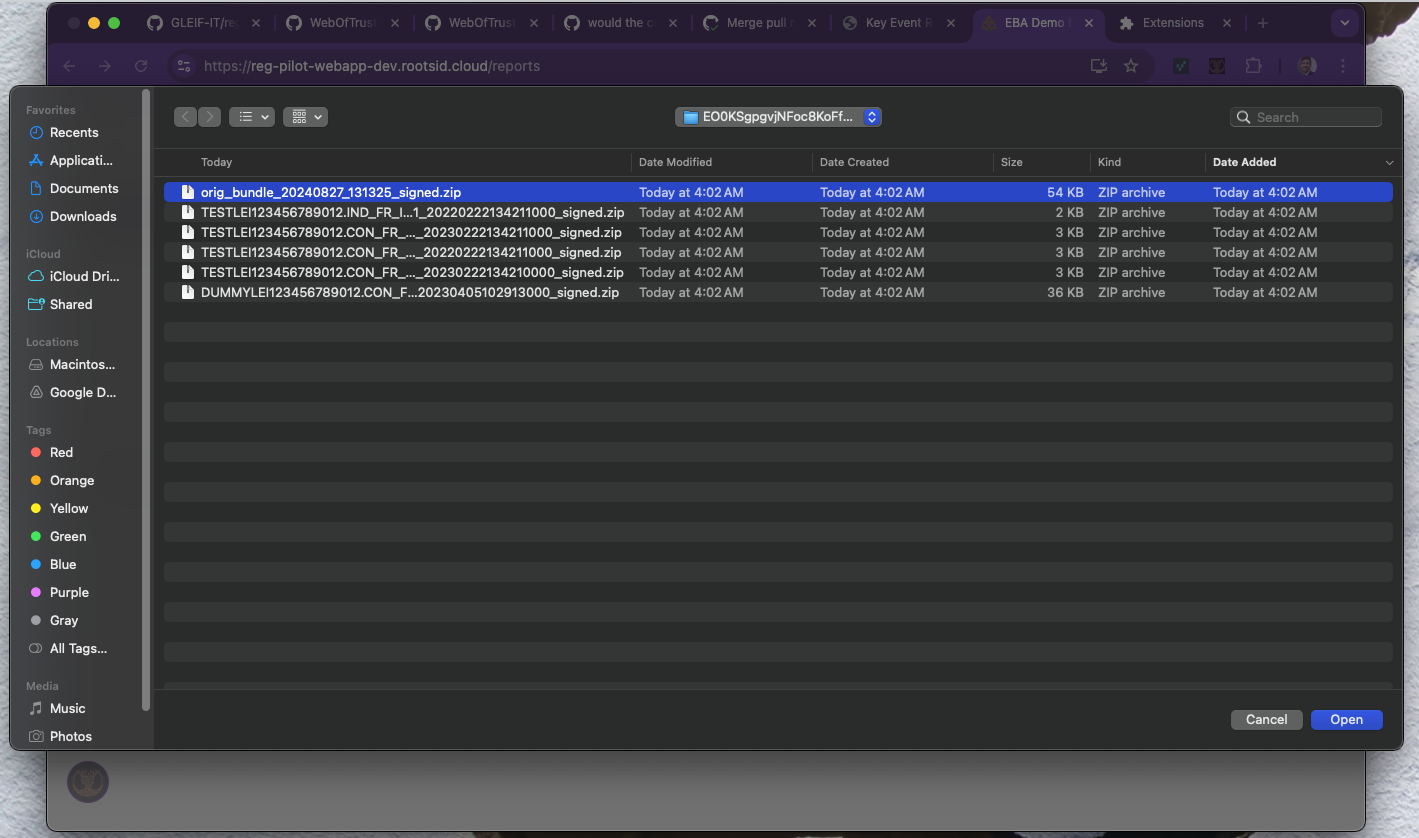 GLEIF-IT/re
WebOfTrus
WebOfTrus
would the c
Merge pull r
Key Event R
EBA Demo
Extensions
https://reg-pilot-webapp-dev.rootsid.cloud/reports
Favorites
Recents
Applicati...
Documents
Downloads
iCloud
iCloud Dri...
Shared
Locations
Macintos...
Google D...
Tags
Red
Orange
Yellow
Green
Blue
Purple
Gray
All Tags...
Media
Music
Photos
EO0KSgpgvjNFoc8KoFf...
Search
Today Date Modified Date Created Size Kind Date Added
orig_bundle_20240827_131325_signed.zip Today at 4:02 AM Today at 4:02 AM 54 KB ZIP archive Today at 4:02 AM
TESTLEI123456789012.IND_FR_I...1_20220222134211000_signed.zip Today at 4:02 AM Today at 4:02 AM 2 KB ZIP archive Today at 4:02 AM
TESTLEI123456789012.CON_FR_..._20230222134211000_signed.zip Today at 4:02 AM Today at 4:02 AM 3 KB ZIP archive Today at 4:02 AM
TESTLEI123456789012.CON_FR_..._20220222134211000_signed.zip Today at 4:02 AM Today at 4:02 AM 3 KB ZIP archive Today at 4:02 AM
TESTLEI123456789012.CON_FR_..._20230222134210000_signed.zip Today at 4:02 AM Today at 4:02 AM 3 KB ZIP archive Today at 4:02 AM
DUMMYLEI123456789012.CON_F...20230405102913000_signed.zip Today at 4:02 AM Today at 4:02 AM 36 KB ZIP archive Today at 4:02 AM
Cancel Open